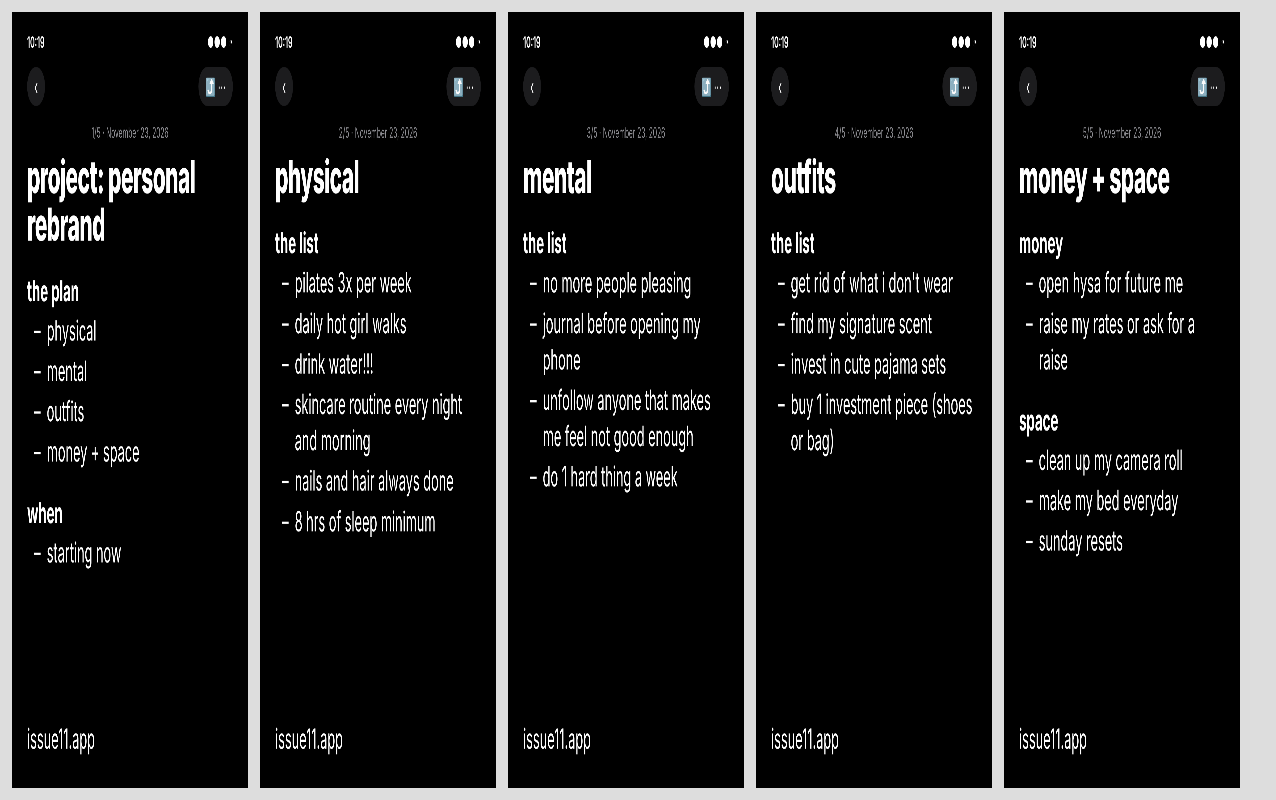 10:19
1/5 · November 23, 2026
project: personal
rebrand
the plan
– physical
– mental
– outfits
– money + space
when
– starting now
issue11.app
10:19
2/5 · November 23, 2026
physical
the list
– pilates 3x per week
– daily hot girl walks
– drink water!!!
– skincare routine every night
and morning
– nails and hair always done
– 8 hrs of sleep minimum
issue11.app
10:19
3/5 · November 23, 2026
mental
the list
– no more people pleasing
– journal before opening my
phone
– unfollow anyone that makes
me feel not good enough
– do 1 hard thing a week
issue11.app
10:19
4/5 · November 23, 2026
outfits
the list
– get rid of what i don't wear
– find my signature scent
– invest in cute pajama sets
– buy 1 investment piece (shoes
or bag)
issue11.app
10:19
5/5 · November 23, 2026
money + space
money
– open hysa for future me
– raise my rates or ask for a
raise
space
– clean up my camera roll
– make my bed everyday
– sunday resets
issue11.app